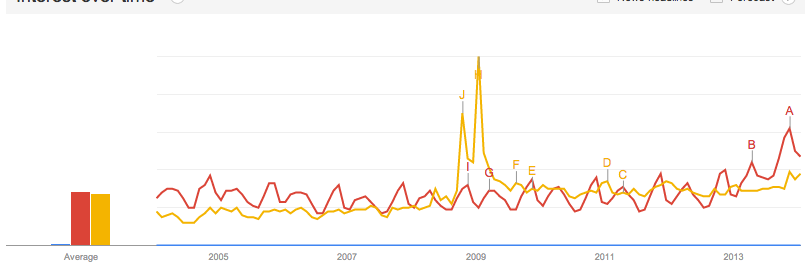 Interest over time
News headlines Forecast
J
H
A
B
I
G
F
E
D
C
Average
2005
2007
2009
2011
2013